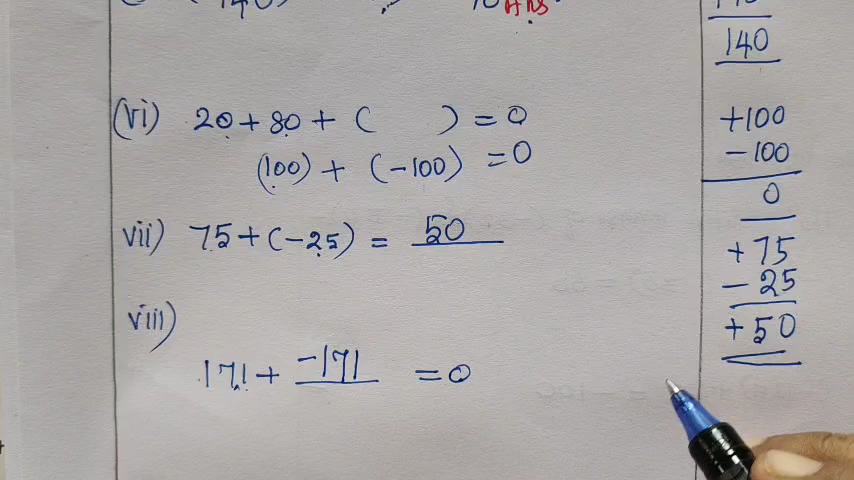 140
(vi) 20 + 80 + ( ) = 0
(100) + (-100) = 0
vii) 75 + (-25) = 50
viii)
171 + -171 = 0
+100
-100
0
+75
-25
+50